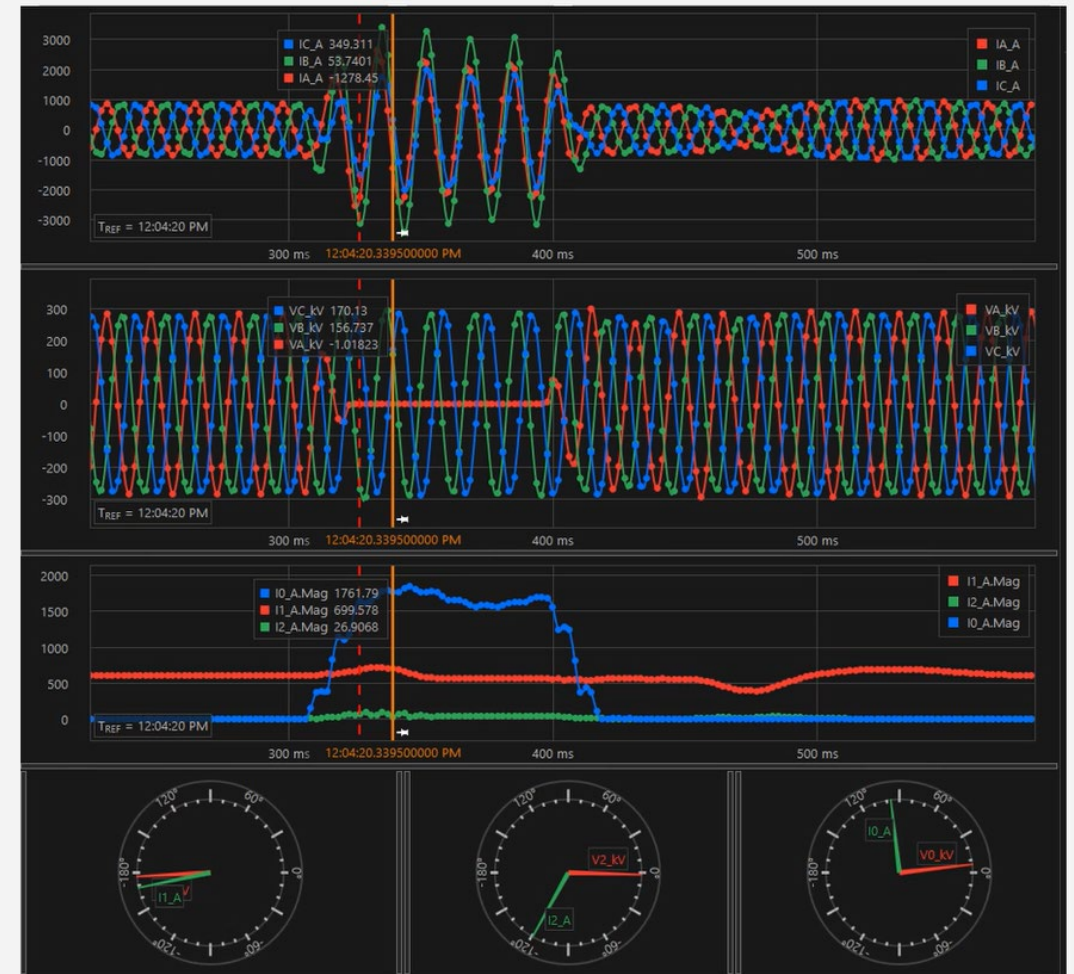 3000
2000
1000
0
-1000
-2000
-3000
IC_A 349.311
IB_A 53.7401
IA_A -1278.45
IA_A
IB_A
IC_A
TREF = 12:04:20 PM
300 ms 12:04:20.339500000 PM 400 ms 500 ms
300
200
100
0
-100
-200
-300
VC_kV 170.13
VB_kV 156.737
VA_kV -1.01823
VA_kV
VB_kV
VC_kV
TREF = 12:04:20 PM
300 ms 12:04:20.339500000 PM 400 ms 500 ms
2000
1500
1000
500
0
I0_A.Mag 1761.79
I1_A.Mag 699.578
I2_A.Mag 26.9068
I1_A.Mag
I2_A.Mag
I0_A.Mag
TREF = 12:04:20 PM
300 ms 12:04:20.339500000 PM 400 ms 500 ms
120° 60°
-180° 0°
I1_A
-120° -60°
120° 60°
V2_kV
-180° 0°
I2_A
-120° -60°
120° 60°
I0_A
V0_kV
-180° 0°
-120° -60°